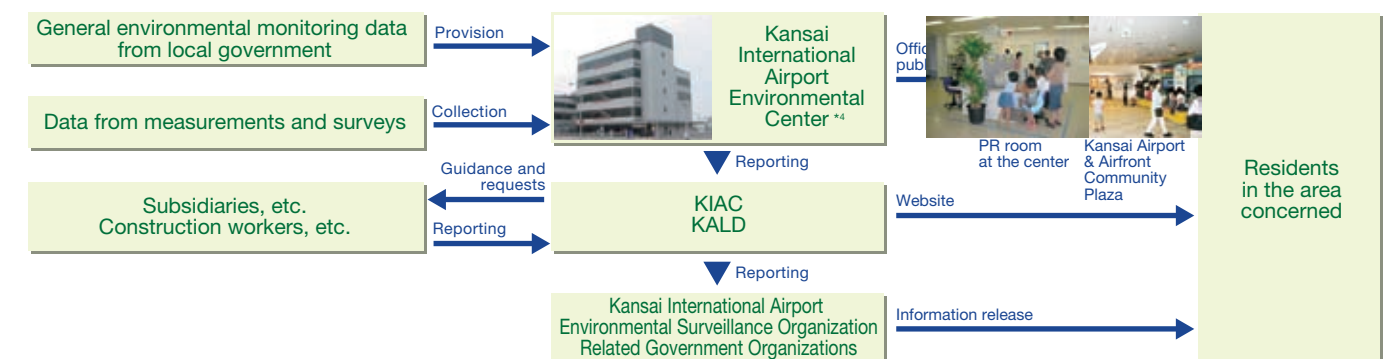 General environmental monitoring data
from local government
Provision
Data from measurements and surveys
Collection
Kansai
International
Airport
Environmental
Center *4
PR room
at the center
Kansai Airport
& Airfront
Community
Plaza
Reporting
Guidance and
requests
Subsidiaries, etc.
Construction workers, etc.
Reporting
KIAC
KALD
Website
Residents
in the area
concerned
Reporting
Kansai International Airport
Environmental Surveillance Organization
Related Government Organizations
Information release